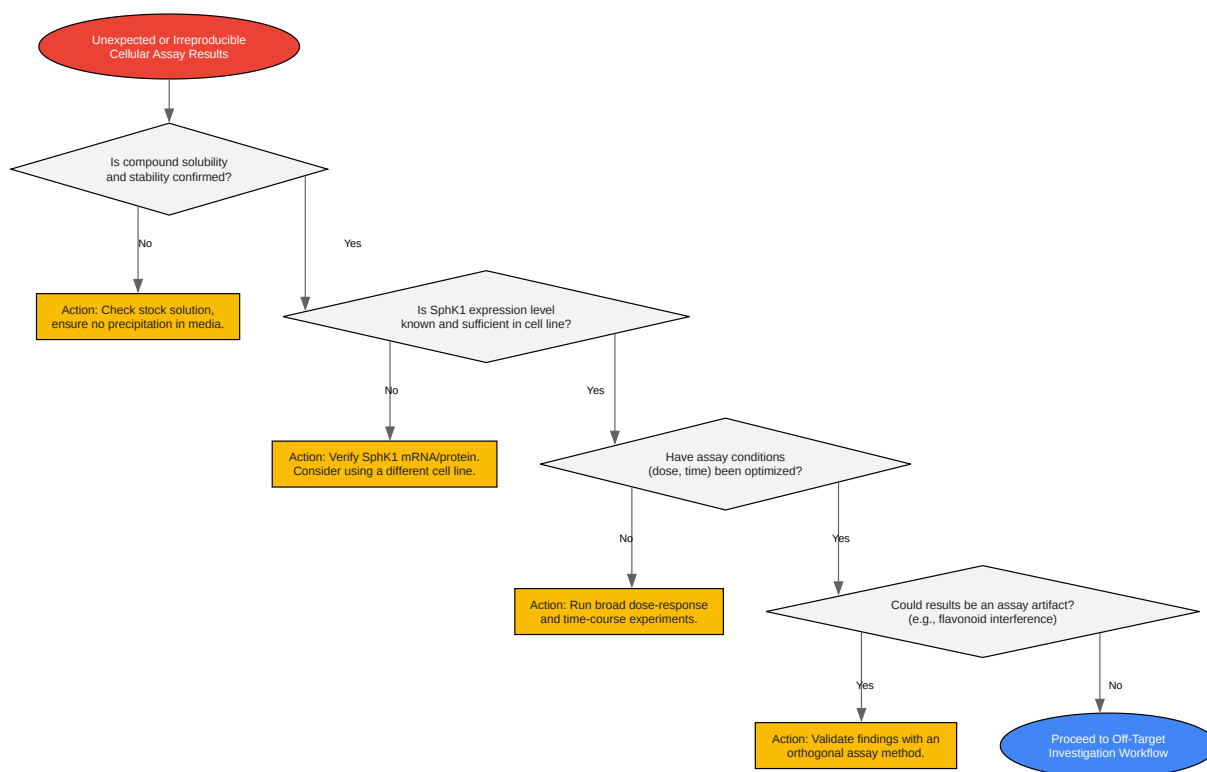 Unexpected or Irreproducible
Cellular Assay Results
Is compound solubility
and stability confirmed?
No
Yes
Action: Check stock solution,
ensure no precipitation in media.
Is SphK1 expression level
known and sufficient in cell line?
No
Yes
Action: Verify SphK1 mRNA/protein.
Consider using a different cell line.
Have assay conditions
(dose, time) been optimized?
No
Yes
Action: Run broad dose-response
and time-course experiments.
Could results be an assay artifact?
(e.g., flavonoid interference)
Yes
No
Action: Validate findings with an
orthogonal assay method.
Proceed to Off-Target
Investigation Workflow